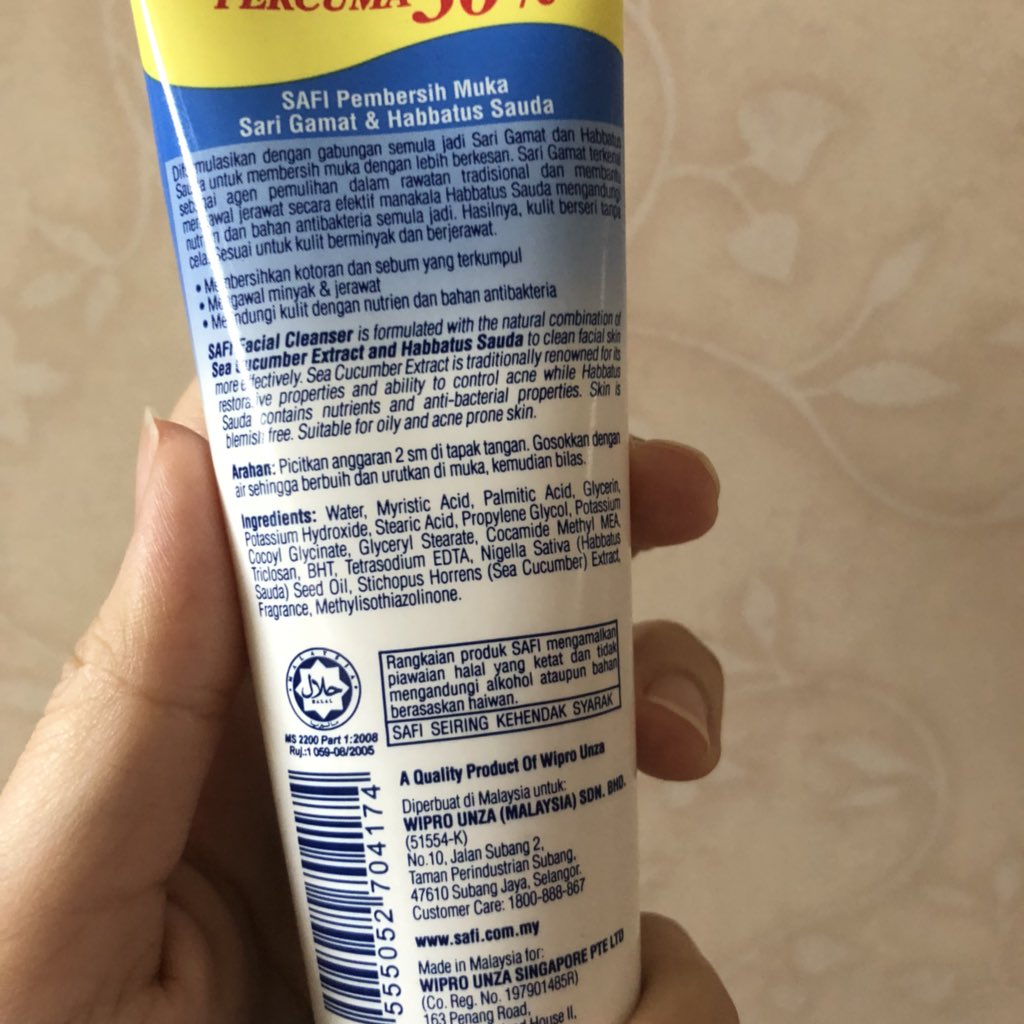 PERCUMA 30%
SAFI Pembersih Muka
Sari Gamat & Habbatus Sauda
mulasikan dengan gabungan semula jadi Sari Gamat dan Habbatus
untuk membersih muka dengan lebih berkesan. Sari Gamat
agen pemulihan dalam rawatan tradisional dan
jerawat secara efektif manakala Habbatus Sauda mengandungi
dan bahan antibakteria semula jadi. Hasilnya, kulit berseri tanpa
Sesuai untuk kulit berminyak dan berjerawat.
• Membersihkan kotoran dan sebum yang terkumpul
• Mengawal minyak & jerawat
• dungi kulit dengan nutrien dan bahan antibakteria
SAFI Facial Cleanser is formulated with the natural combination of
Sea Cucumber Extract and Habbatus Sauda to clean facial skin
more effectively. Sea Cucumber Extract is traditionally renowned for its
restorative properties and ability to control acne while Habbatus
Sauda contains nutrients and anti-bacterial properties. Skin is
blemish free. Suitable for oily and acne prone skin.
Arahan: Picitkan anggaran 2 sm di tapak tangan. Gosokkan dengan
air sehingga berbuih dan urutkan di muka, kemudian bilas.
Ingredients: Water, Myristic Acid, Palmitic Acid, Glycerin,
Potassium Hydroxide, Stearic Acid, Propylene Glycol, Potassium
Cocoyl Glycinate, Glyceryl Stearate, Cocamide Methyl MEA,
Triclosan, BHT, Tetrasodium EDTA, Nigella Sativa (Habbatus
Sauda) Seed Oil, Stichopus Horrens (Sea Cucumber) Extract,
Fragrance, Methylisothiazolinone.
MALAYSIA
حلال
HALAL
MS 2200 Part 1:2008
Ruj.:1 059-08/2005
Rangkaian produk SAFI mengamalkan
piawaian halal yang ketat dan tidak
mengandungi alkohol ataupun bahan
berasaskan haiwan.
SAFI SEIRING KEHENDAK SYARAK
555052 704174
A Quality Product Of Wipro Unza
Diperbuat di Malaysia untuk:
WIPRO UNZA (MALAYSIA) SDN. BHD.
(51554-K)
No.10, Jalan Subang 2,
Taman Perindustrian Subang,
47610 Subang Jaya, Selangor.
Customer Care: 1800-888-867
www.safi.com.my
Made in Malaysia for:
WIPRO UNZA SINGAPORE PTE LTD
(Co. Reg. No. 197901485R)
163 Penang Road,
House II,